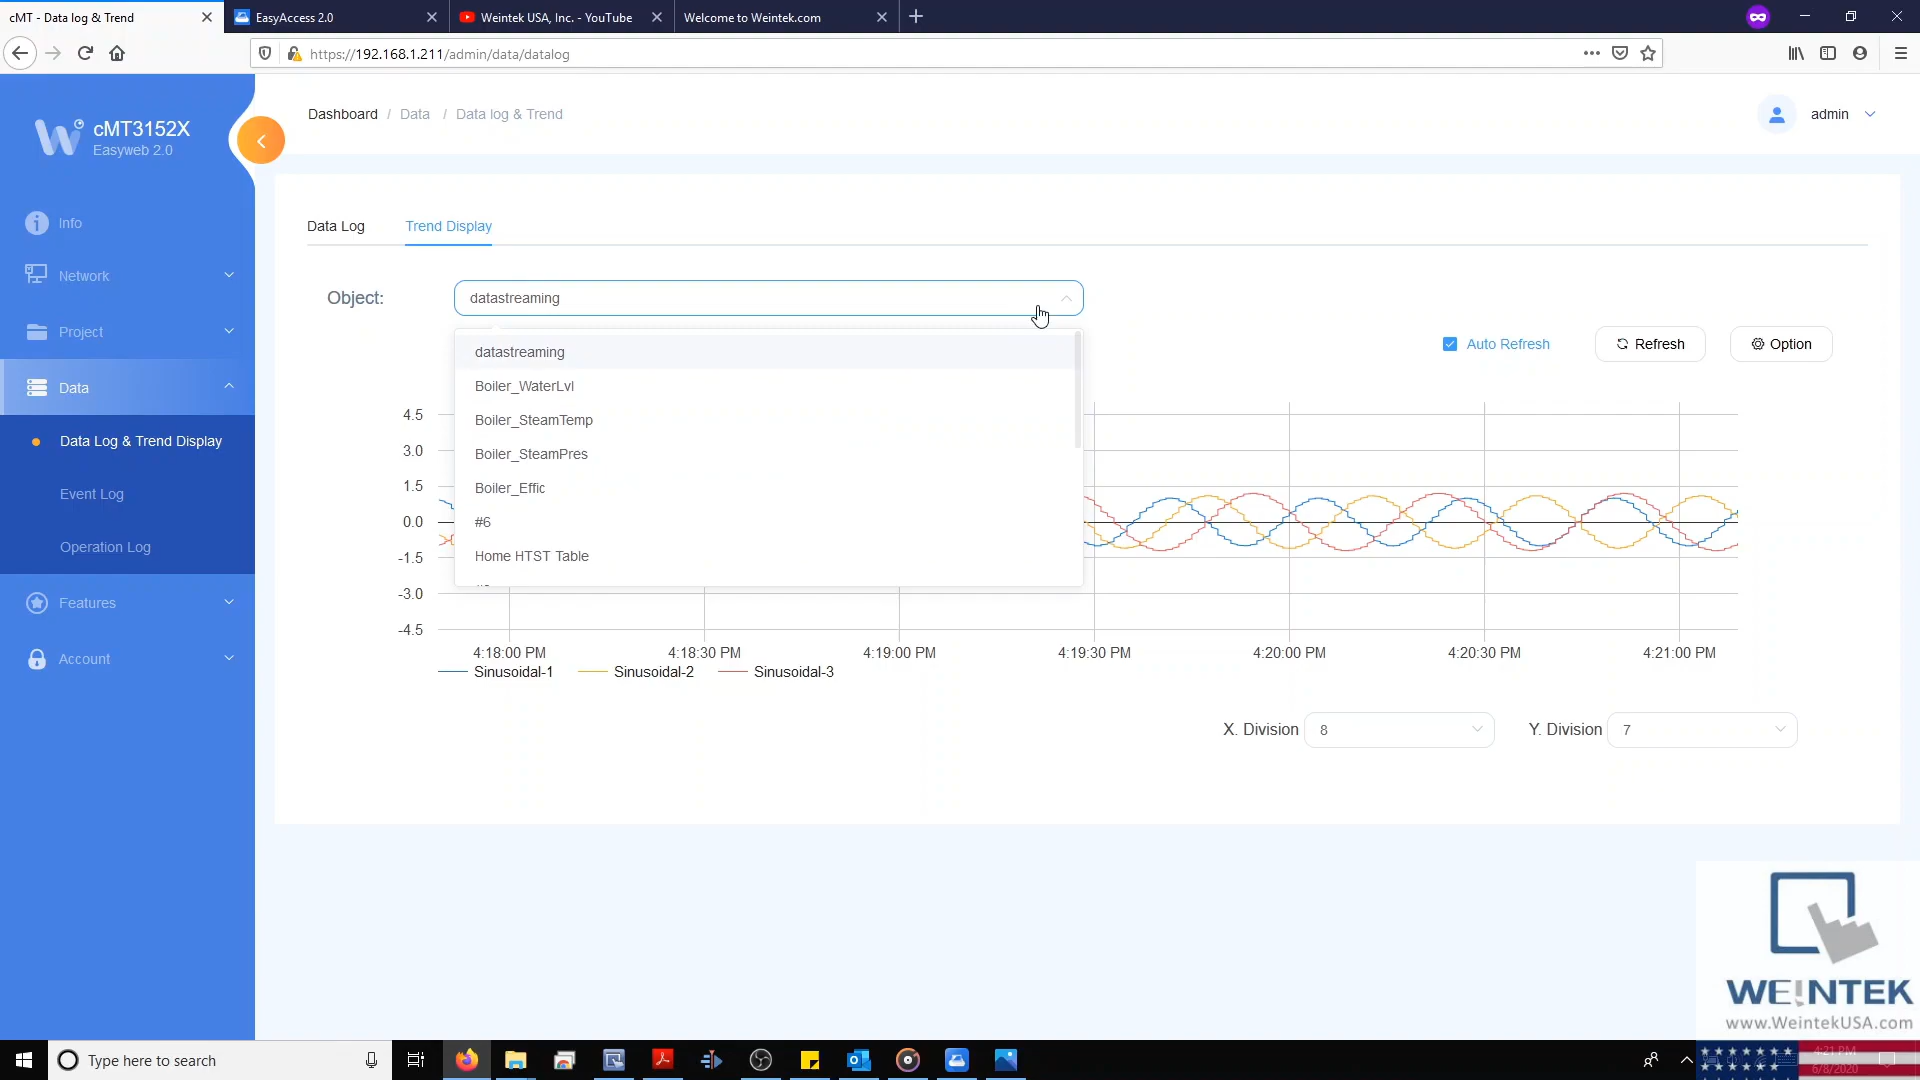 cMT - Data log & Trend
EasyAccess 2.0
Weintek USA, Inc. - YouTube
Welcome to Weintek.com
https://192.168.1.211/admin/data/datalog
cMT3152X
Easyweb 2.0
Info
Network
Project
Data
Data Log & Trend Display
Event Log
Operation Log
Features
Account
Dashboard / Data / Data log & Trend
admin
Data Log
Trend Display
Object:
datastreaming
datastreaming
Boiler_WaterLvl
Boiler_SteamTemp
Boiler_SteamPres
Boiler_Effic
#6
Home HTST Table
Auto Refresh
Refresh
Option
4.5
3.0
1.5
0.0
-1.5
-3.0
-4.5
4:18:00 PM
4:18:30 PM
4:19:00 PM
4:19:30 PM
4:20:00 PM
4:20:30 PM
4:21:00 PM
Sinusoidal-1
Sinusoidal-2
Sinusoidal-3
X. Division
8
Y. Division
7
WEINTEK
www.WeintekUSA.com
Type here to search
4:21 PM
6/8/2020